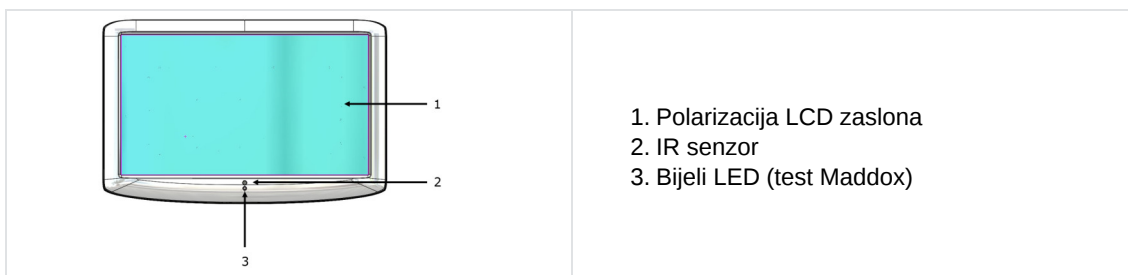 1
2
3
1. Polarizacija LCD zaslona
2. IR senzor
3. Bijeli LED (test Maddox)